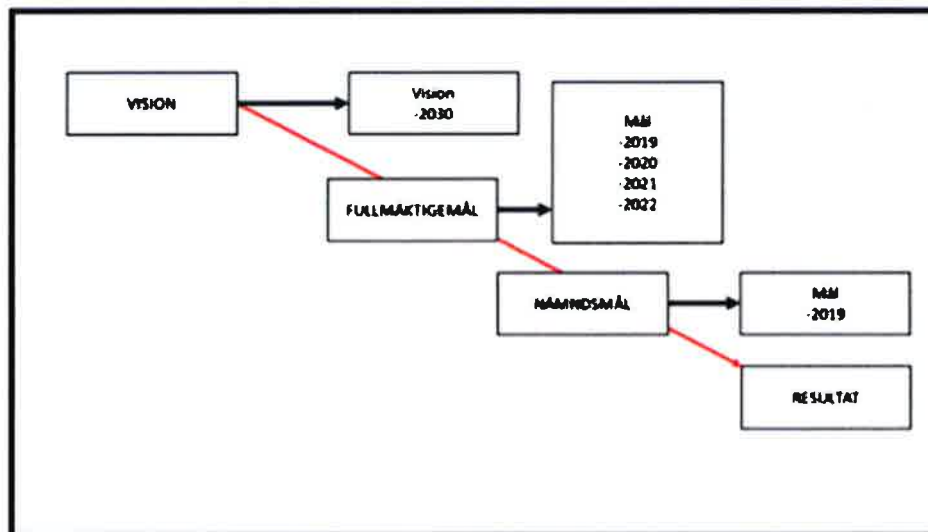 VISION
Vision
-2030
FULLMÄKTIGEMÅL
Mål
-2019
-2020
-2021
-2022
NÄMNDSMÅL
Mål
-2019
RESULTAT